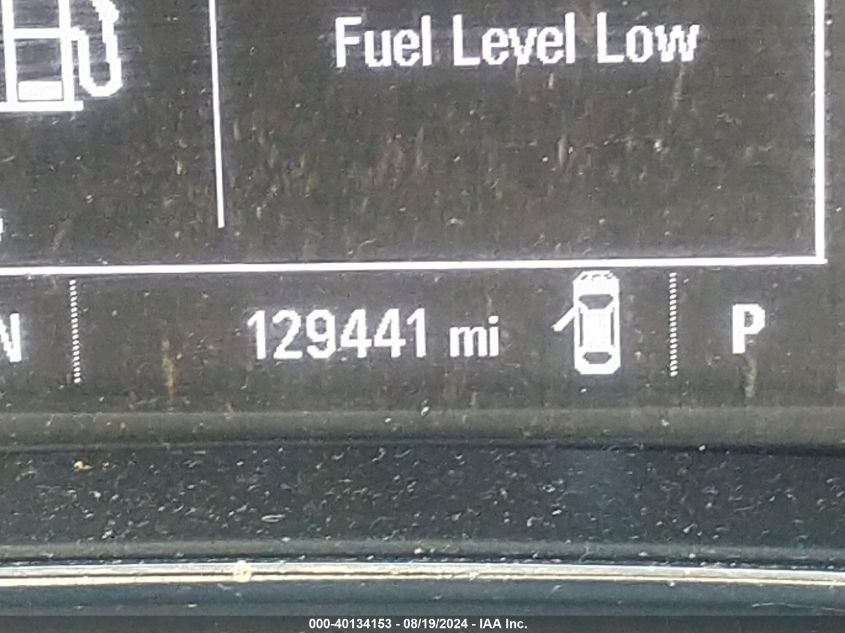 Fuel Level Low
N
129441 mi
P
000-40134153 - 08/19/2024 - IAA Inc.